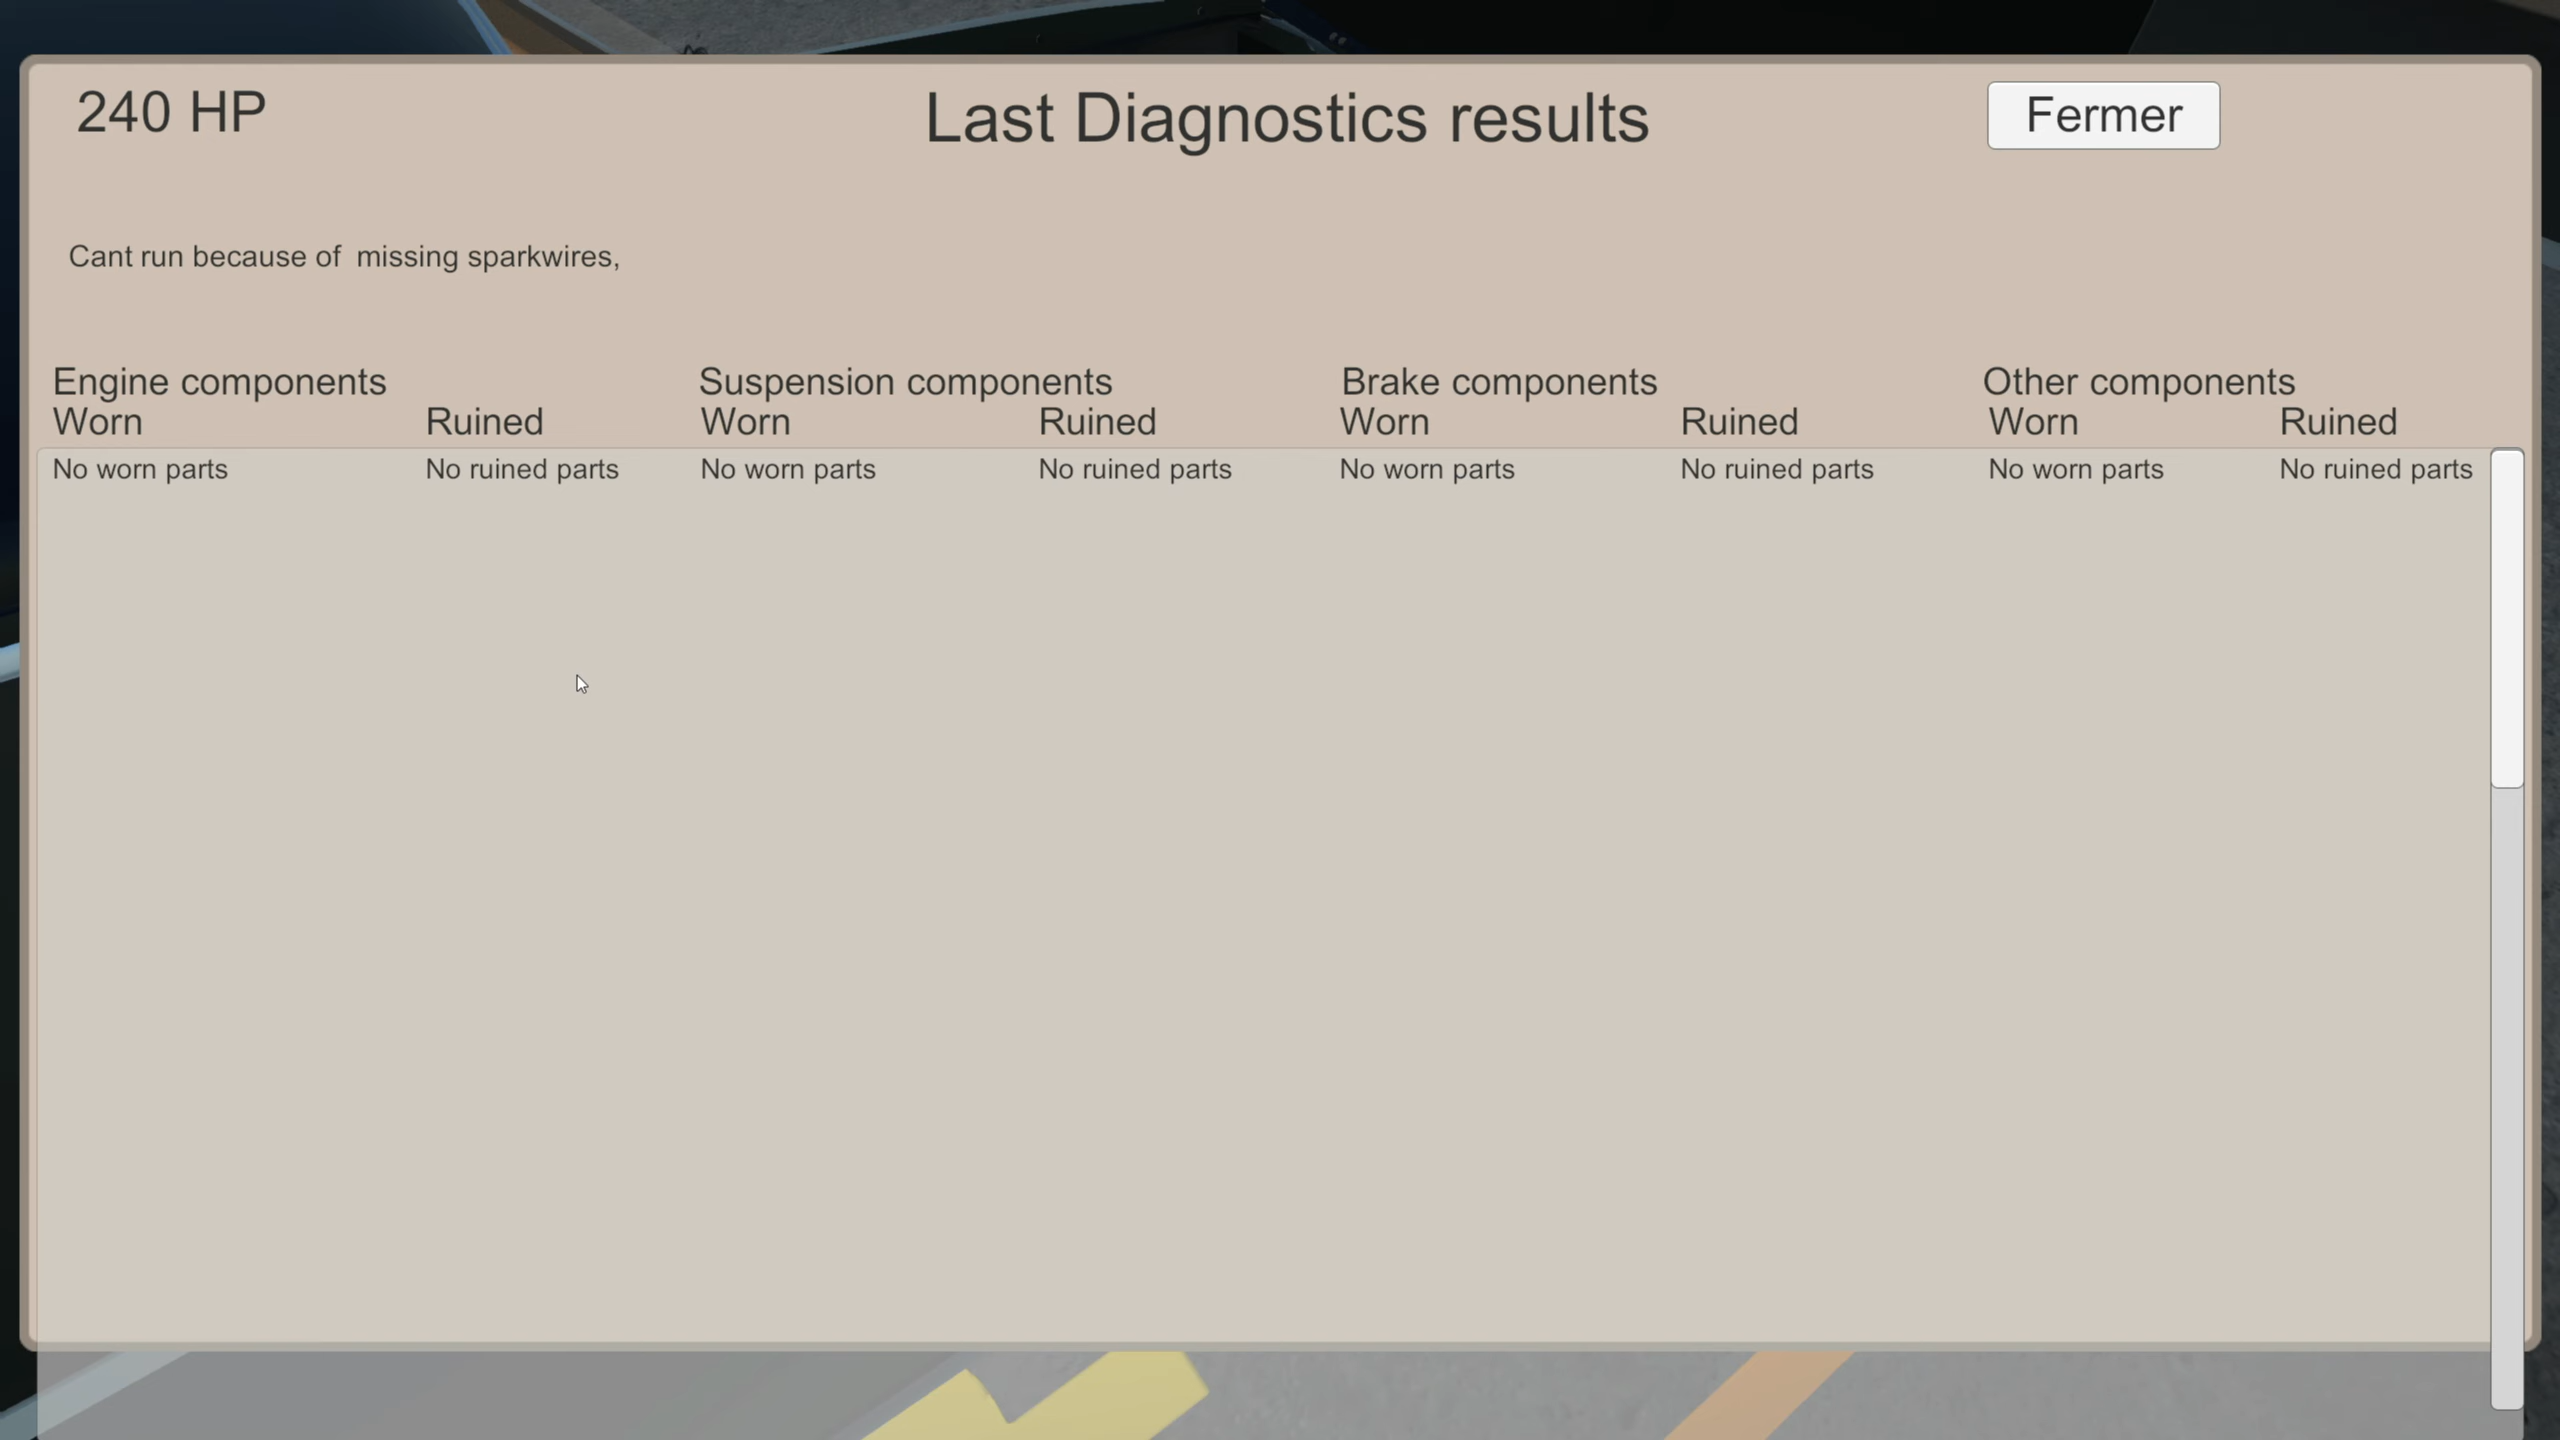 240 HP
Last Diagnostics results
Fermer
Cant run because of  missing sparkwires,
Engine components
Suspension components
Brake components
Other components
Worn
Ruined
Worn
Ruined
Worn
Ruined
Worn
Ruined
No worn parts
No ruined parts
No worn parts
No ruined parts
No worn parts
No ruined parts
No worn parts
No ruined parts